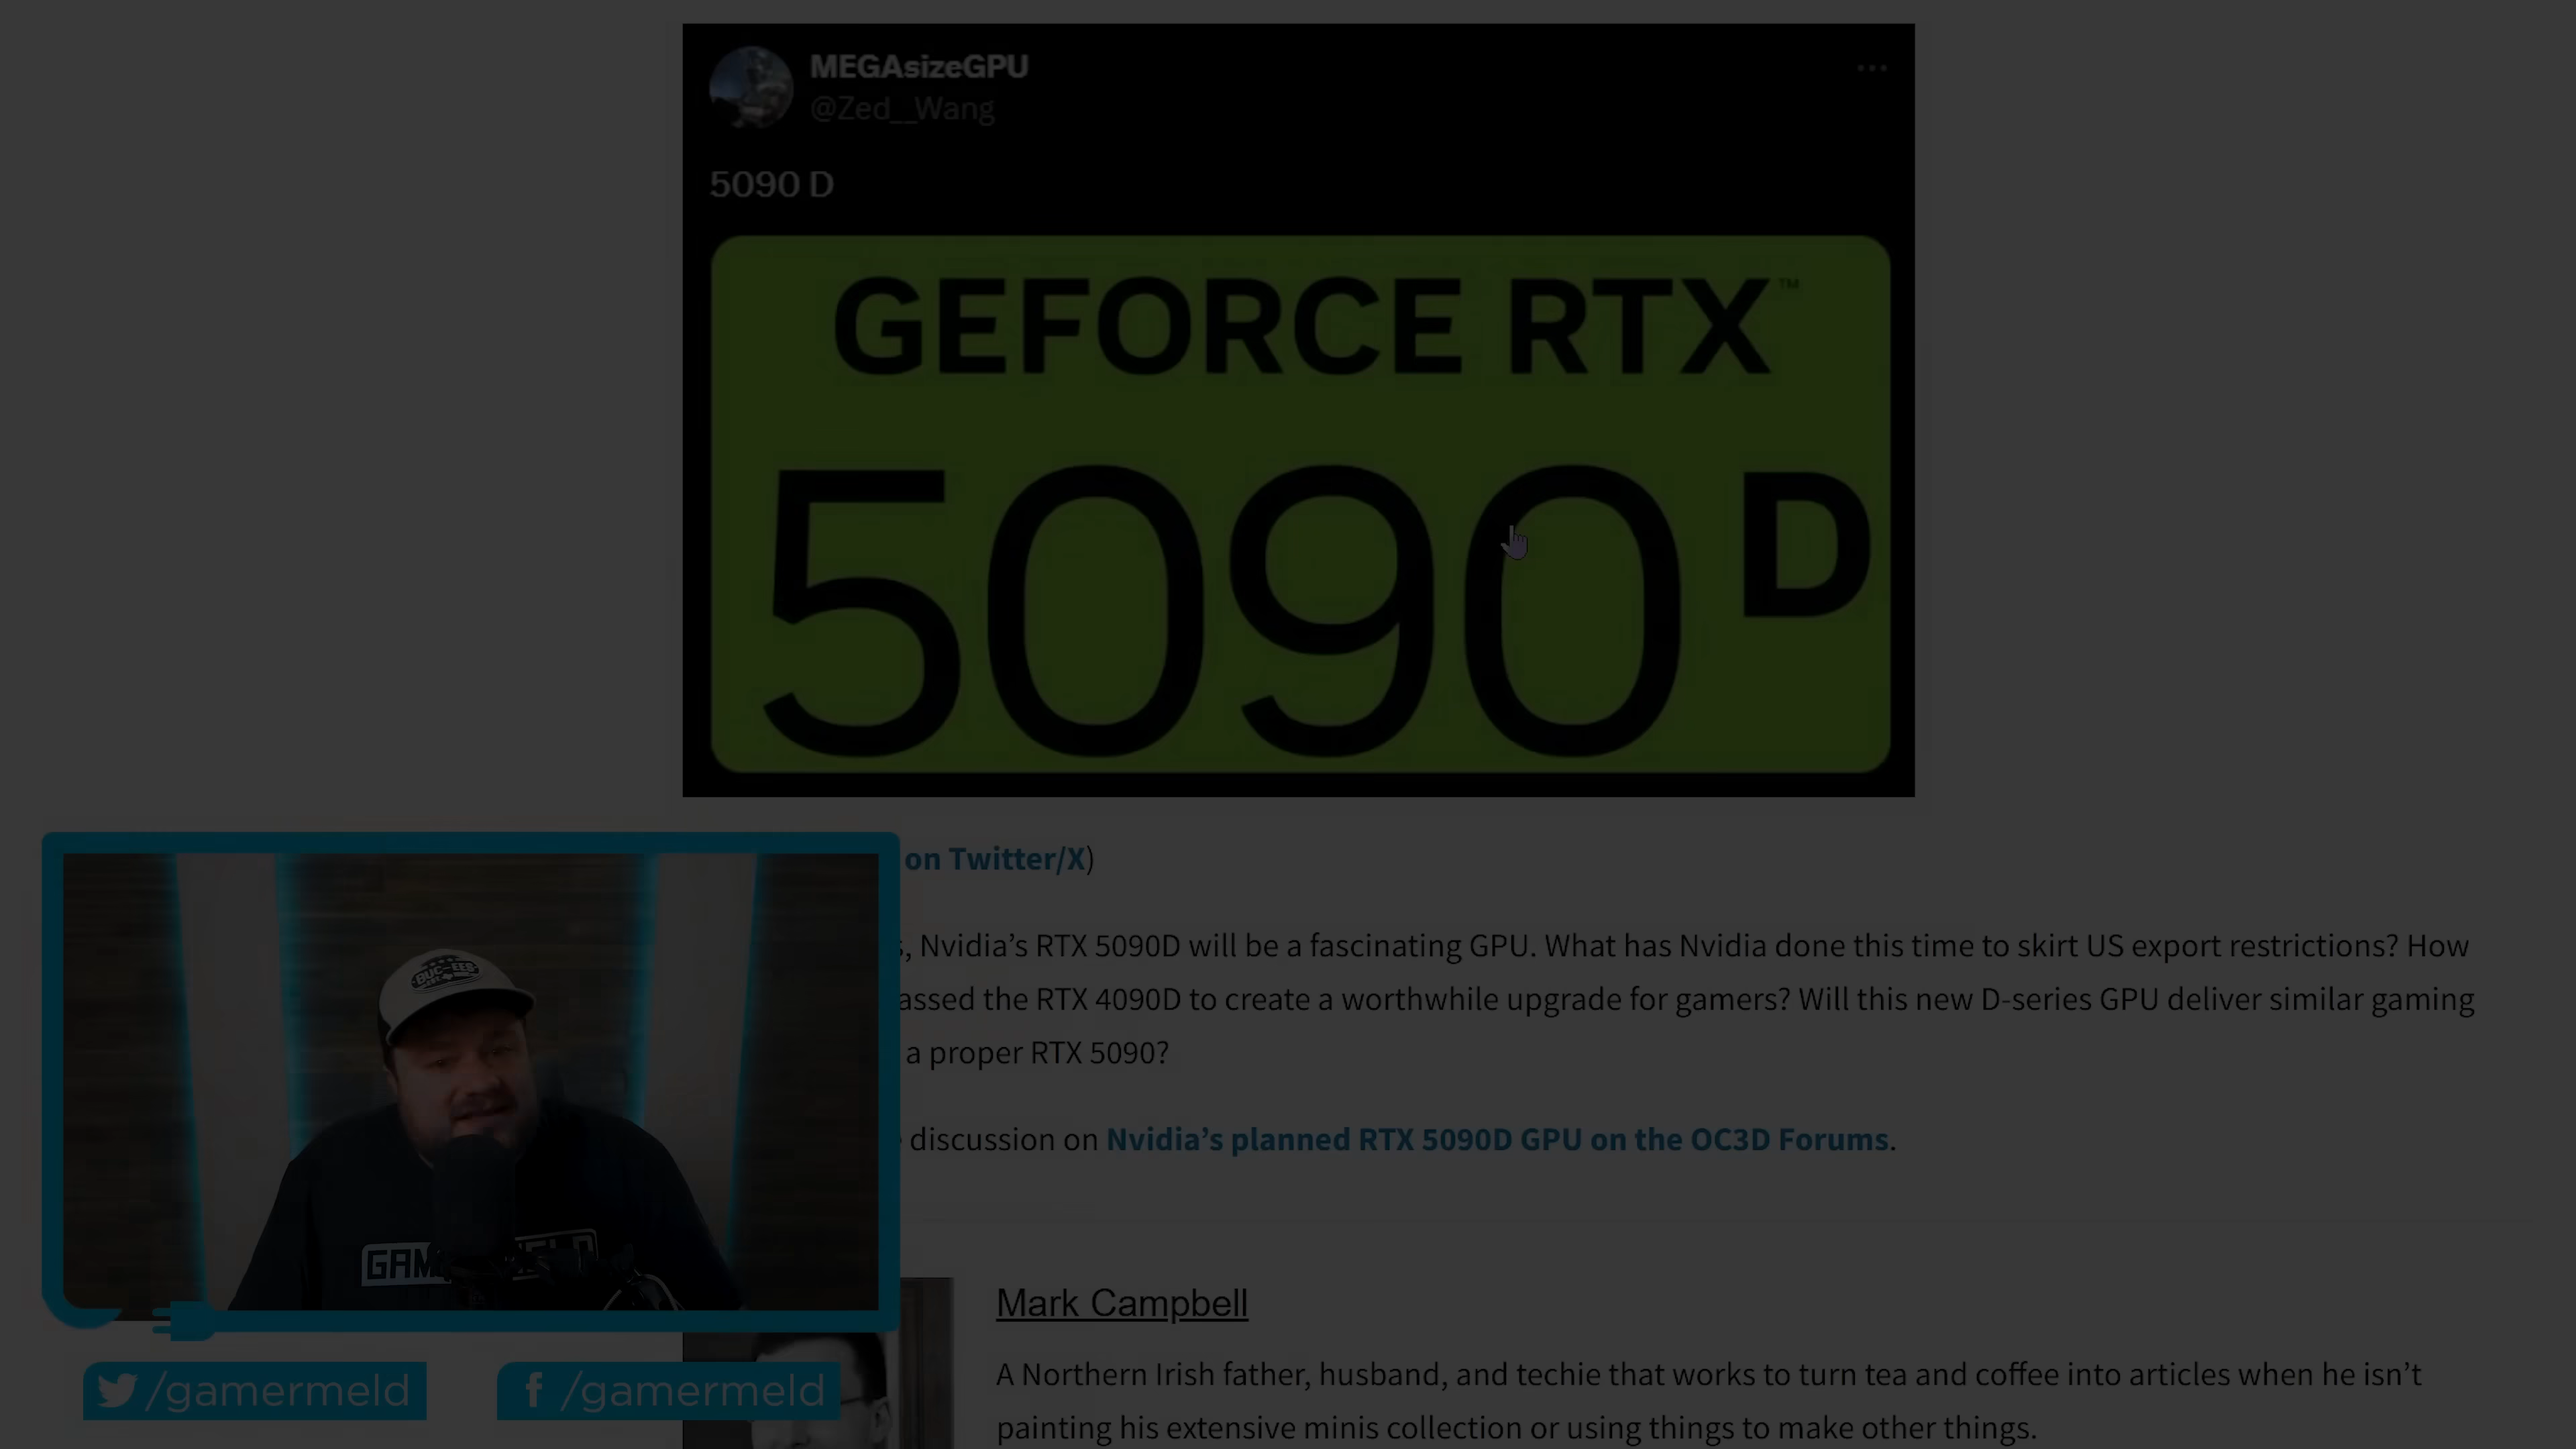 MEGAsizeGPU
@Zed__Wang
5090 D
GEFORCE RTX™
5090 D
on Twitter/X)
, Nvidia’s RTX 5090D will be a fascinating GPU. What has Nvidia done this time to skirt US export restrictions? How
assed the RTX 4090D to create a worthwhile upgrade for gamers? Will this new D-series GPU deliver similar gaming
a proper RTX 5090?
discussion on Nvidia’s planned RTX 5090D GPU on the OC3D Forums.
BUC-EE'S
GAM ELD
Mark Campbell
A Northern Irish father, husband, and techie that works to turn tea and coffee into articles when he isn’t
painting his extensive minis collection or using things to make other things.
/gamermeld
/gamermeld